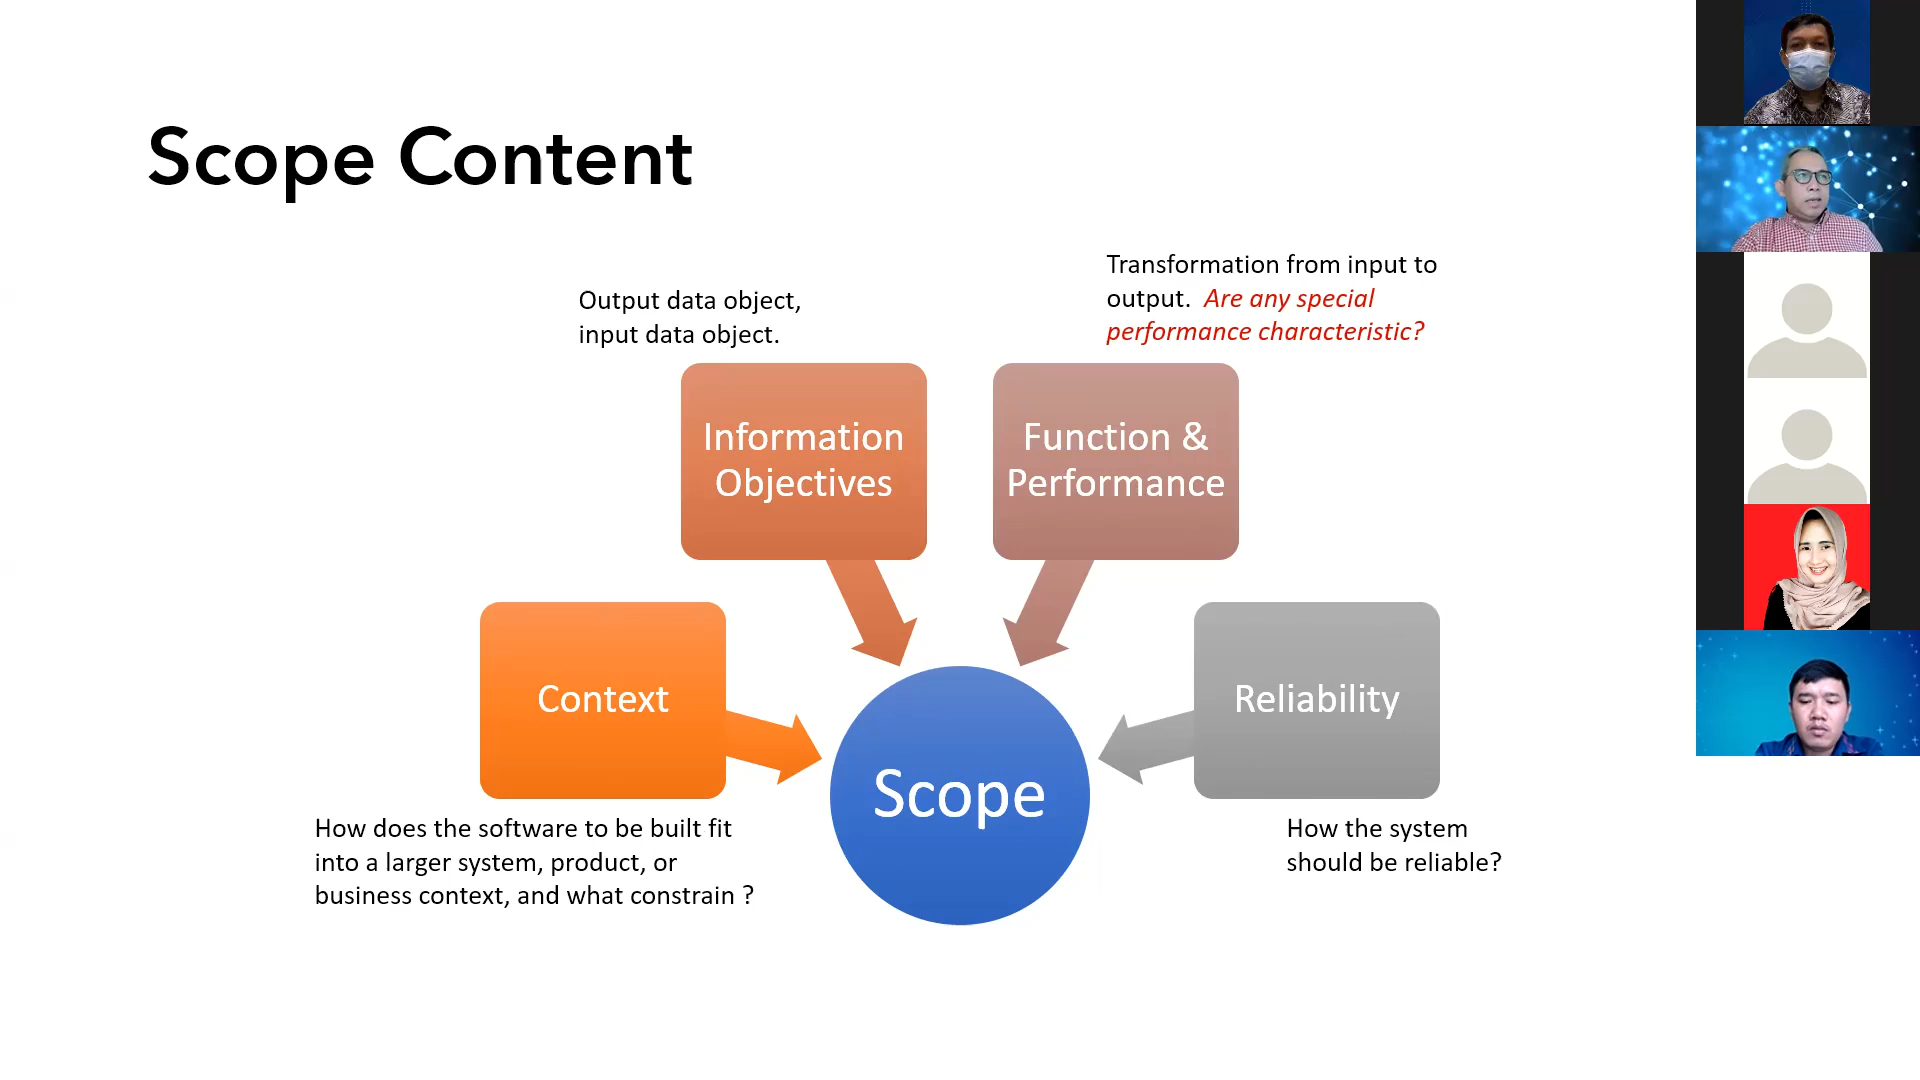 Scope Content
Output data object,
input data object.
Transformation from input to
output.  Are any special
performance characteristic?
Information
Objectives
Function &
Performance
Context
Reliability
Scope
How does the software to be built fit
into a larger system, product, or
business context, and what constrain ?
How the system
should be reliable?